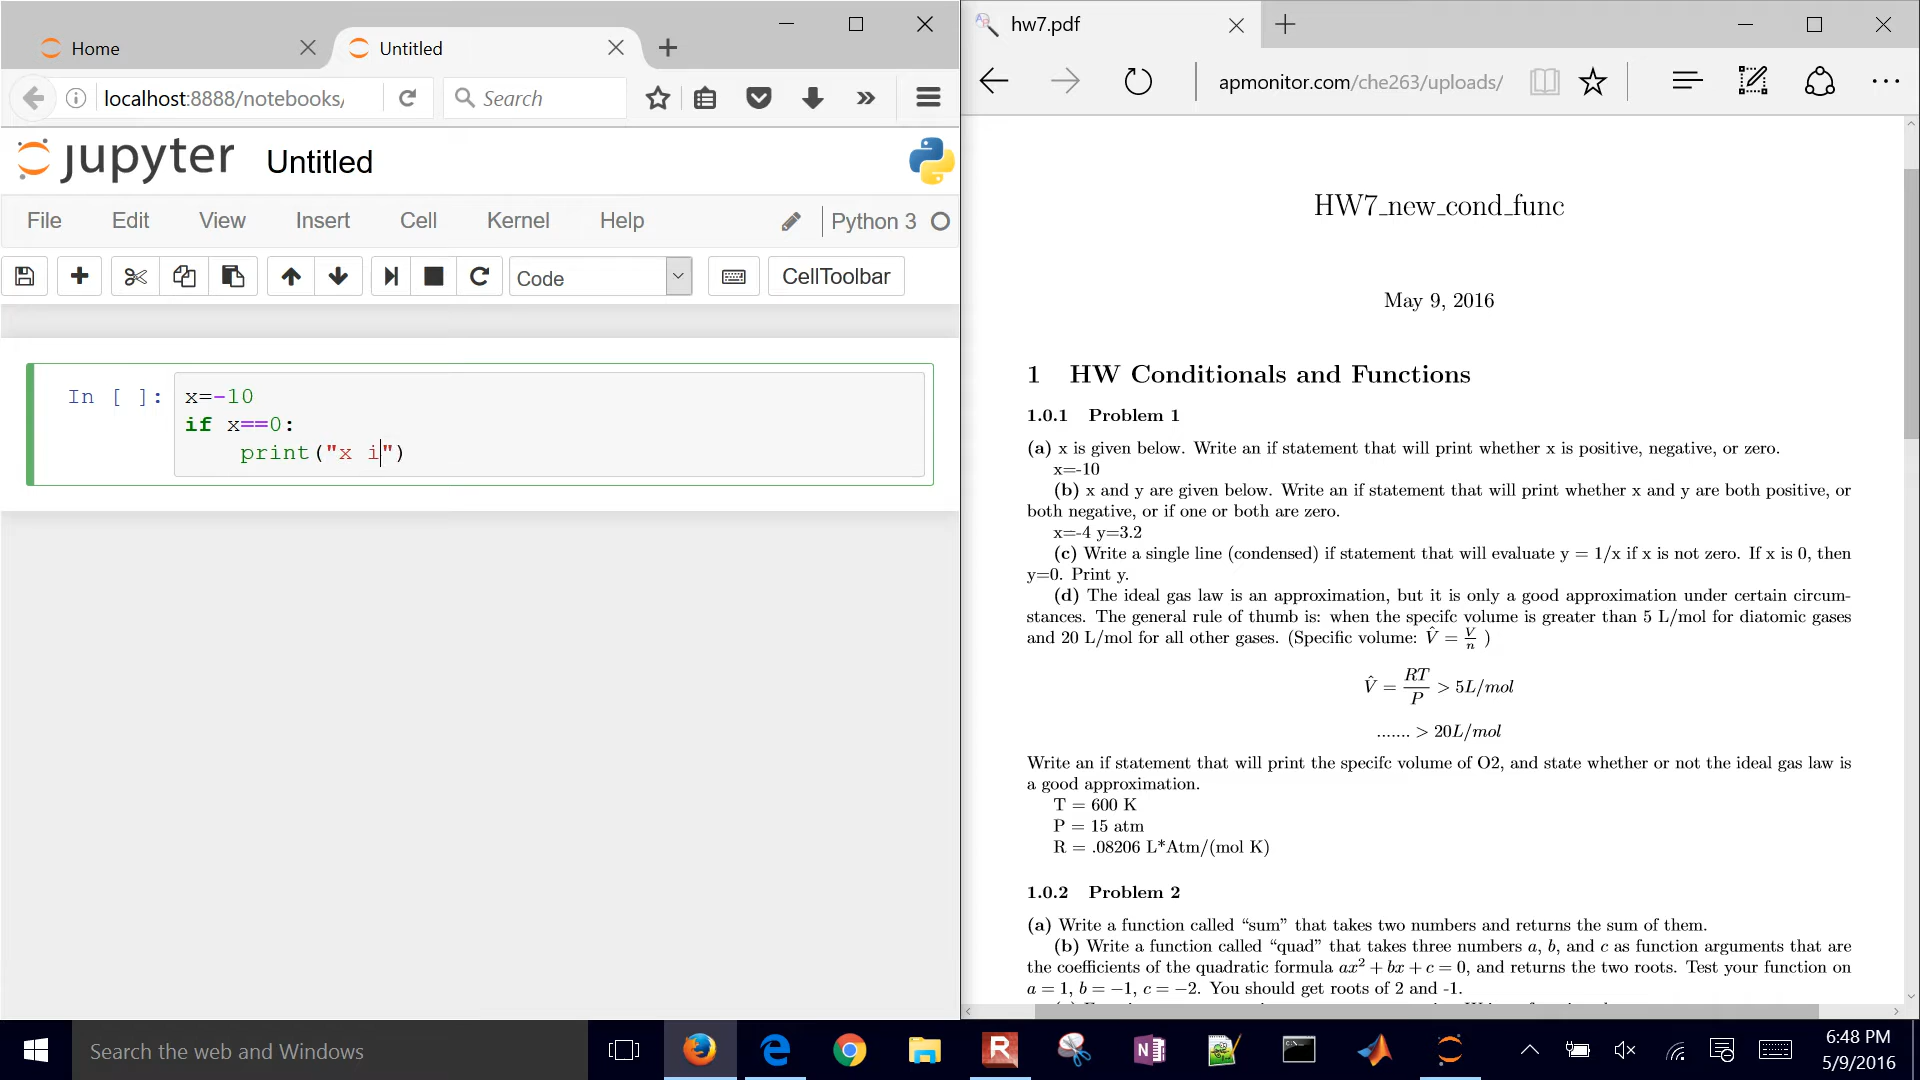 Home
Untitled
localhost:8888/notebooks/
Search
jupyter Untitled
File Edit View Insert Cell Kernel Help
Python 3
Code
CellToolbar
In [ ]:
x=-10
if x==0:
print("x i")
hw7.pdf
apmonitor.com/che263/uploads/
HW7_new_cond_func
May 9, 2016
1 HW Conditionals and Functions
1.0.1 Problem 1
(a) x is given below. Write an if statement that will print whether x is positive, negative, or zero.
x=-10
(b) x and y are given below. Write an if statement that will print whether x and y are both positive, or
both negative, or if one or both are zero.
x=-4 y=3.2
(c) Write a single line (condensed) if statement that will evaluate y = 1/x if x is not zero. If x is 0, then
y=0. Print y.
(d) The ideal gas law is an approximation, but it is only a good approximation under certain circum-
stances. The general rule of thumb is: when the specifc volume is greater than 5 L/mol for diatomic gases
and 20 L/mol for all other gases. (Specific volume: V̂ = V/n )
V̂ = RT/P > 5L/mol
....... > 20L/mol
Write an if statement that will print the specifc volume of O2, and state whether or not the ideal gas law is
a good approximation.
T = 600 K
P = 15 atm
R = .08206 L*Atm/(mol K)
1.0.2 Problem 2
(a) Write a function called “sum” that takes two numbers and returns the sum of them.
(b) Write a function called “quad” that takes three numbers a, b, and c as function arguments that are
the coefficients of the quadratic formula ax² + bx + c = 0, and returns the two roots. Test your function on
a = 1, b = −1, c = −2. You should get roots of 2 and -1.
Search the web and Windows
6:48 PM
5/9/2016